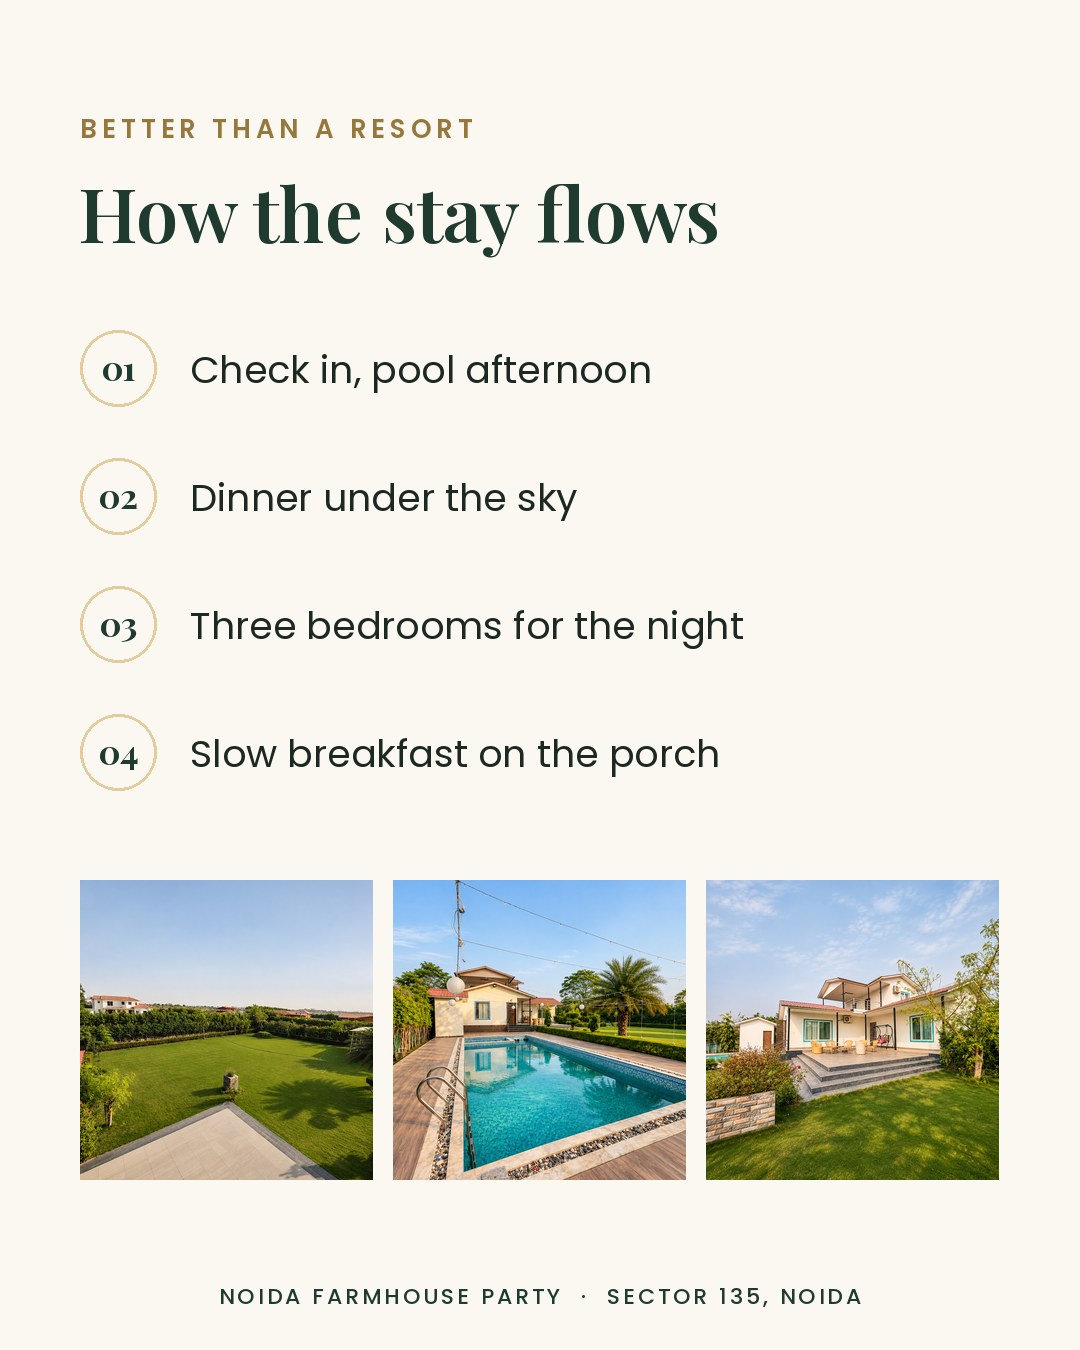 BETTER THAN A RESORT
How the stay flows
01 Check in, pool afternoon
02 Dinner under the sky
03 Three bedrooms for the night
04 Slow breakfast on the porch
NOIDA FARMHOUSE PARTY · SECTOR 135, NOIDA